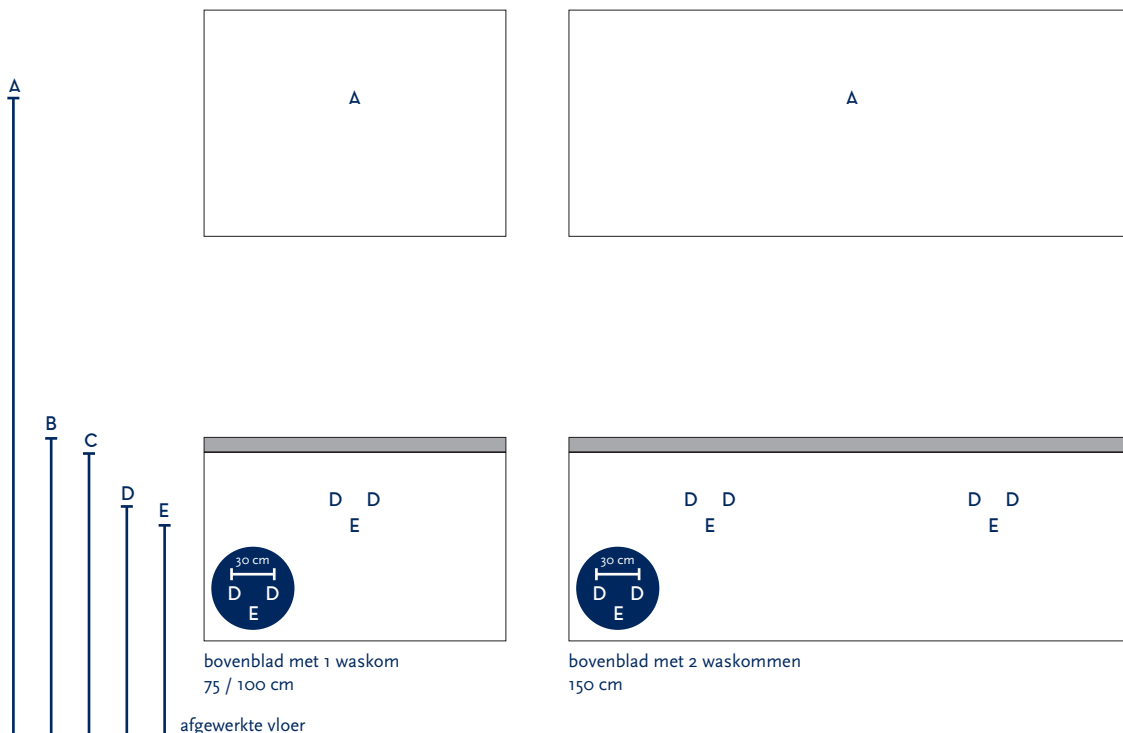 A
A
A
B
C
D
E
D D
E
30 cm
D D
E
D D
E
D D
E
30 cm
D D
E
bovenblad met 1 waskom
75 / 100 cm
bovenblad met 2 waskommen
150 cm
afgewerkte vloer